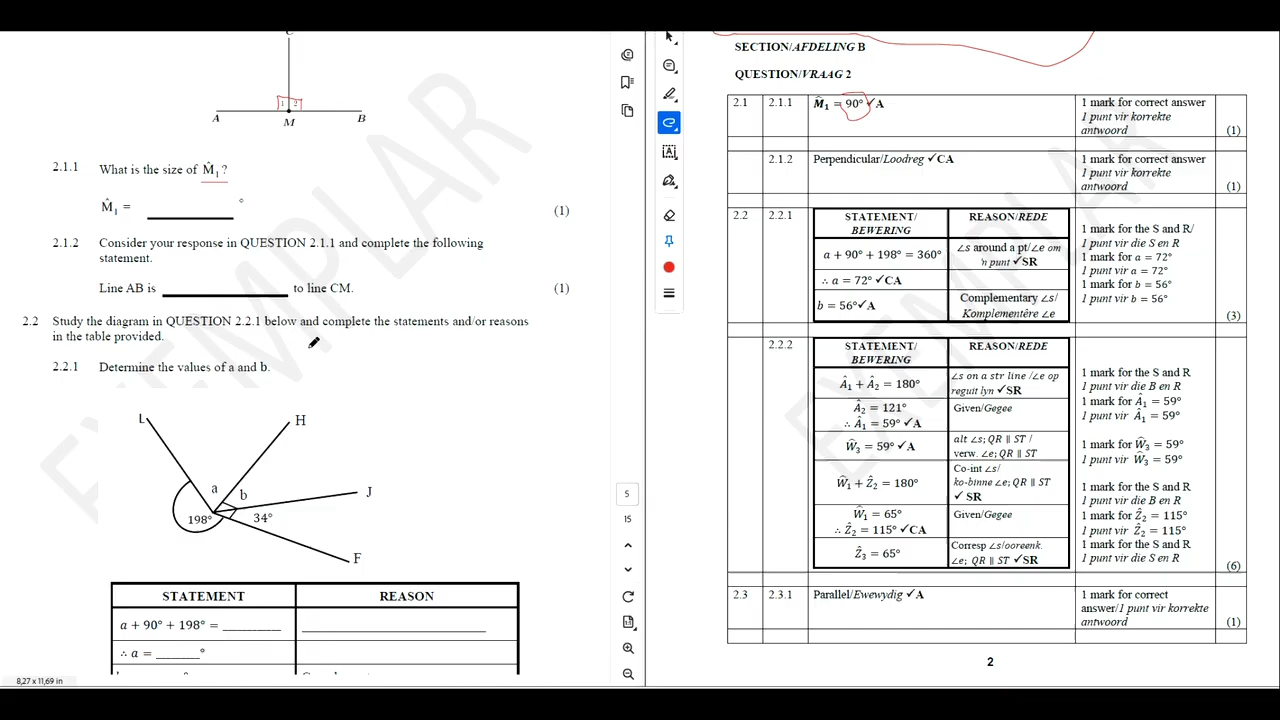 C
1 2
A
M
B
2.1.1 What is the size of M̂₁?
M̂₁ = ________ ° (1)
2.1.2 Consider your response in QUESTION 2.1.1 and complete the following
statement.
Line AB is ____________ to line CM. (1)
2.2 Study the diagram in QUESTION 2.2.1 below and complete the statements and/or reasons
in the table provided.
2.2.1 Determine the values of a and b.
L
H
a
b
J
198°
34°
F
STATEMENT REASON
a + 90° + 198° = ________ ________________
∴ a = ______°
8,27 x 11,69 in
EXEMPLAR
5
15
SECTION/AFDELING B
QUESTION/VRAAG 2
2.1 2.1.1 M̂₁ = 90° ✓A 1 mark for correct answer
1 punt vir korrekte
antwoord (1)
2.1.2 Perpendicular/Loodreg ✓CA 1 mark for correct answer
1 punt vir korrekte
antwoord (1)
2.2 2.2.1 STATEMENT/
BEWERING
REASON/REDE
a + 90° + 198° = 360° ∠s around a pt/∠e om
'n punt ✓SR
∴ a = 72° ✓CA
b = 56°✓A Complementary ∠s/
Komplementêre ∠e
1 mark for the S and R/
1 punt vir die S en R
1 mark for a = 72°
1 punt vir a = 72°
1 mark for b = 56°
1 punt vir b = 56°
(3)
2.2.2 STATEMENT/
BEWERING
REASON/REDE
Â₁ + Â₂ = 180° ∠s on a str line /∠e op
reguit lyn ✓SR
Â₂ = 121° Given/Gegee
∴ Â₁ = 59° ✓A
Ŵ₃ = 59° ✓A alt ∠s; QR ∥ ST /
verw. ∠e; QR ∥ ST
Ŵ₁ + Ẑ₂ = 180° Co-int ∠s/
ko-binne ∠e; QR ∥ ST
✓ SR
Ŵ₁ = 65° Given/Gegee
∴ Ẑ₂ = 115° ✓CA
Ẑ₃ = 65° Corresp ∠s/ooreenk.
∠e; QR ∥ ST ✓SR
1 mark for the S and R
1 punt vir die B en R
1 mark for Â₁ = 59°
1 punt vir Â₁ = 59°
1 mark for Ŵ₃ = 59°
1 punt vir Ŵ₃ = 59°
1 mark for the S and R
1 punt vir die B en R
1 mark for Ẑ₂ = 115°
1 punt vir Ẑ₂ = 115°
1 mark for the S and R
1 punt vir die S en R
(6)
2.3 2.3.1 Parallel/Ewewydig ✓A 1 mark for correct
answer/1 punt vir korrekte
antwoord (1)
EXEMPLAR
2